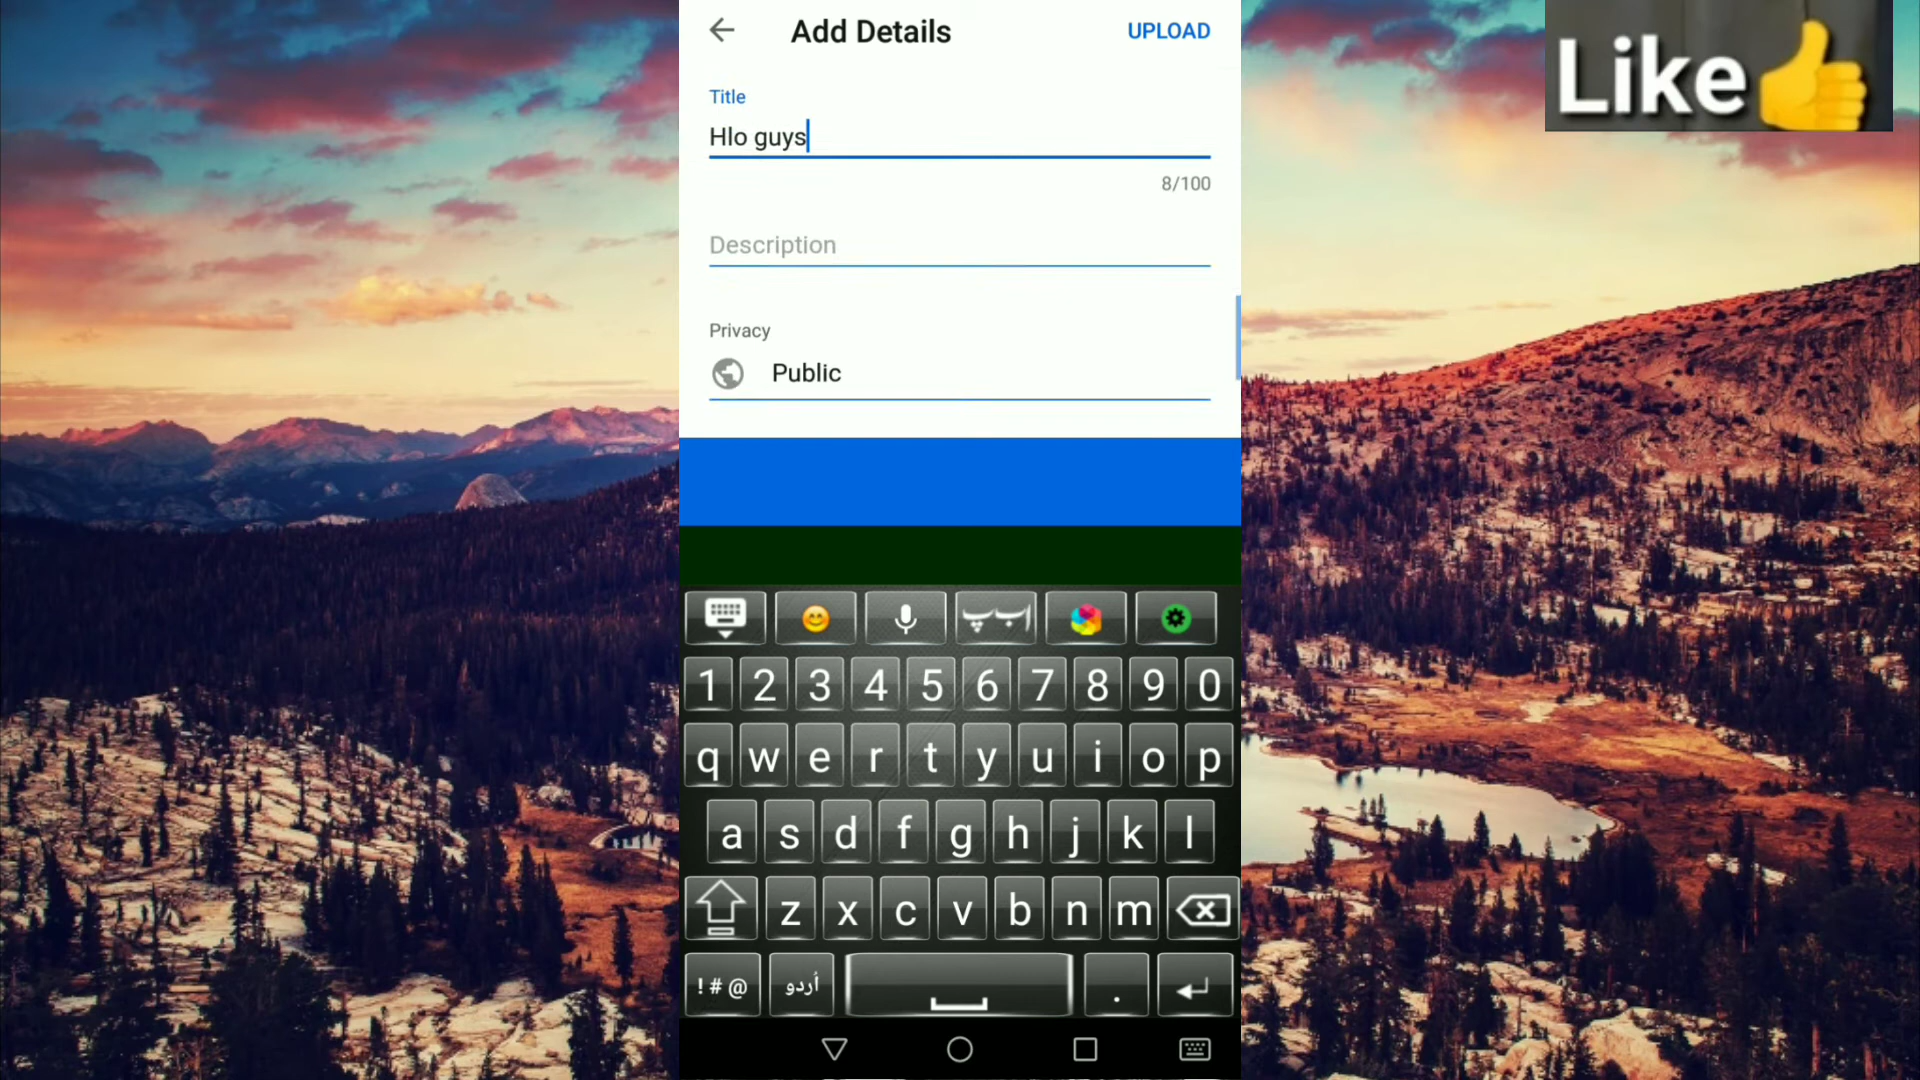 Add Details
UPLOAD
Like
Title
Hlo guys
8/100
Description
Privacy
Public
ا ب پ
1 2 3 4 5 6 7 8 9 0
q w e r t y u i o p
a s d f g h j k l
z x c v b n m
! # @ اُردو .